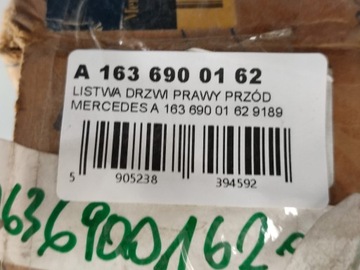 A 163 690 01 62
LISTWA DRZWI PRAWY PRZÓD
MERCEDES A 163 690 01 62 9189
5 905238 394592
1636900162